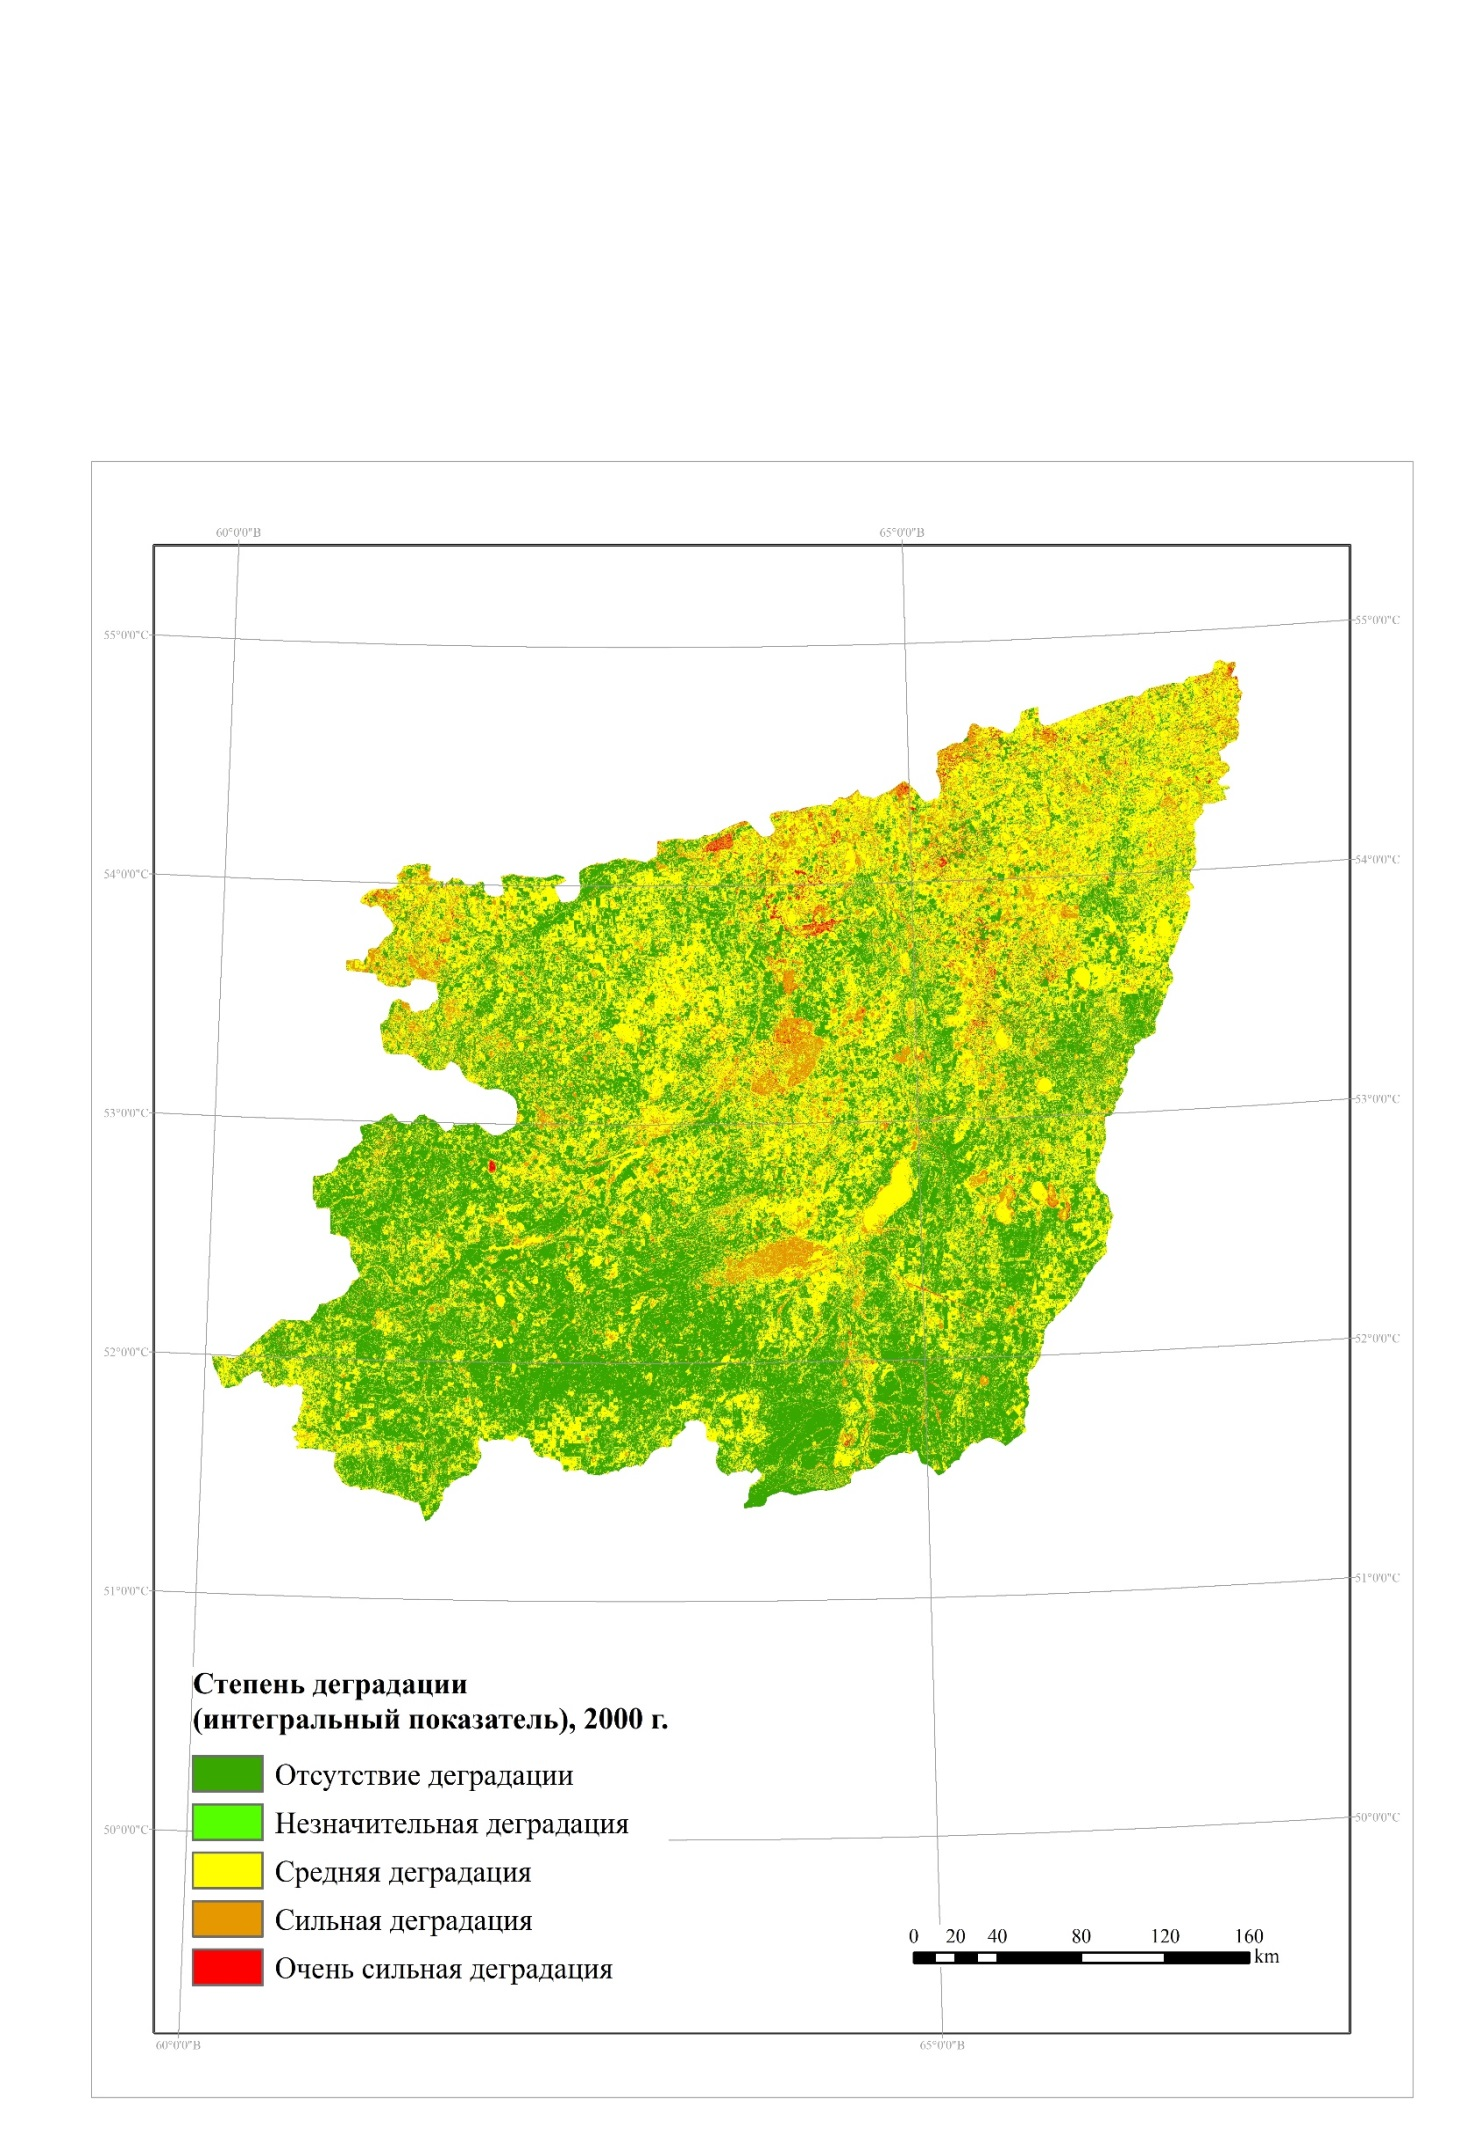 60°0'0"В 65°0'0"В
55°0'0"С 55°0'0"С
54°0'0"С 54°0'0"С
53°0'0"С 53°0'0"С
52°0'0"С 52°0'0"С
51°0'0"С 51°0'0"С
Степень деградации
(интегральный показатель), 2000 г.
Отсутствие деградации
Незначительная деградация
50°0'0"С 50°0'0"С
Средняя деградация
Сильная деградация
Очень сильная деградация
0 20 40 80 120 160
km
60°0'0"В 65°0'0"В